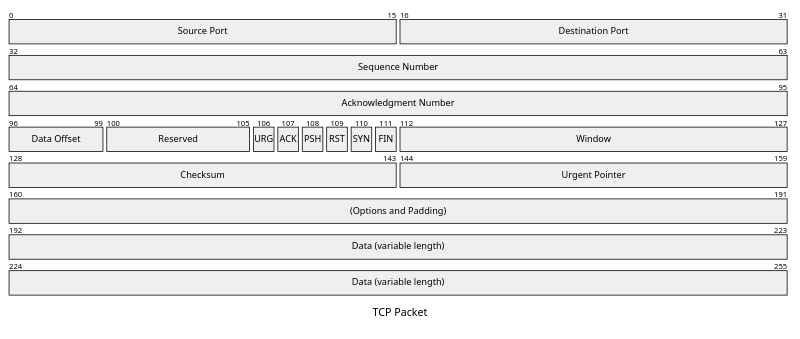 0 15 16 31
Source Port Destination Port
32 63
Sequence Number
64 95
Acknowledgment Number
96 99 100 105 106 107 108 109 110 111 112 127
Data Offset Reserved URG ACK PSH RST SYN FIN Window
128 143 144 159
Checksum Urgent Pointer
160 191
(Options and Padding)
192 223
Data (variable length)
224 255
Data (variable length)
TCP Packet